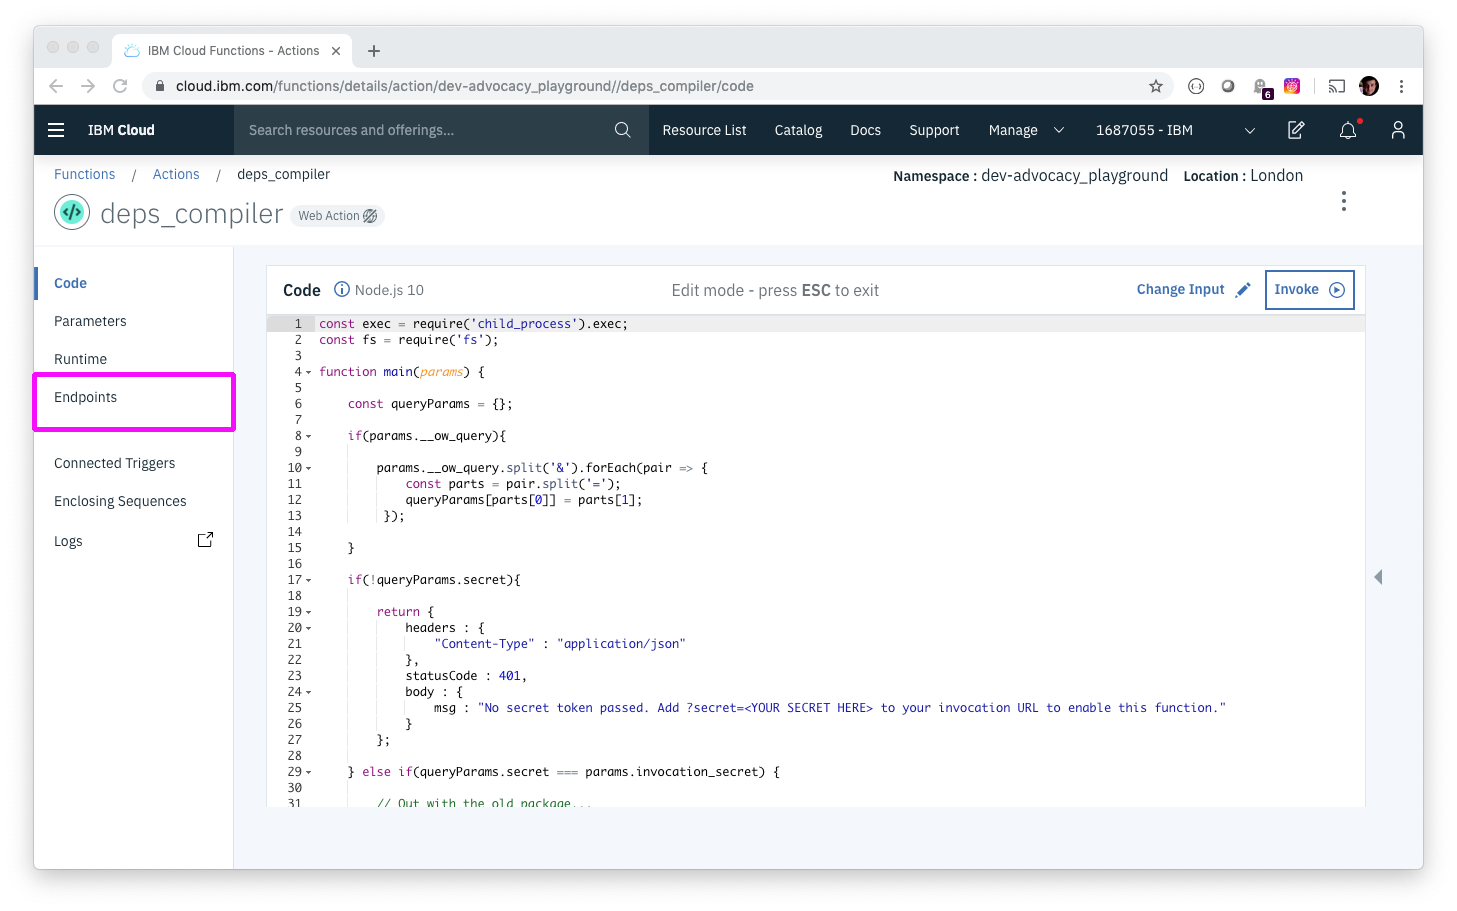 IBM Cloud Functions - Actions
cloud.ibm.com/functions/details/action/dev-advocacy_playground//deps_compiler/code
6
IBM Cloud
Search resources and offerings...
Resource List
Catalog
Docs
Support
Manage
1687055 - IBM
Functions / Actions / deps_compiler
Namespace : dev-advocacy_playground Location : London
deps_compiler
Web Action
Code
Parameters
Runtime
Endpoints
Connected Triggers
Enclosing Sequences
Logs
Code
Node.js 10
Edit mode - press ESC to exit
Change Input
Invoke
1 const exec = require('child_process').exec;
2 const fs = require('fs');
3
4 function main(params) {
5
6 const queryParams = {};
7
8 if(params.__ow_query){
9
10 params.__ow_query.split('&').forEach(pair => {
11 const parts = pair.split('=');
12 queryParams[parts[0]] = parts[1];
13 });
14
15 }
16
17 if(!queryParams.secret){
18
19 return {
20 headers : {
21 "Content-Type" : "application/json"
22 },
23 statusCode : 401,
24 body : {
25 msg : "No secret token passed. Add ?secret=<YOUR SECRET HERE> to your invocation URL to enable this function."
26 }
27 };
28
29 } else if(queryParams.secret === params.invocation_secret) {
30
31 // Out with the old package...